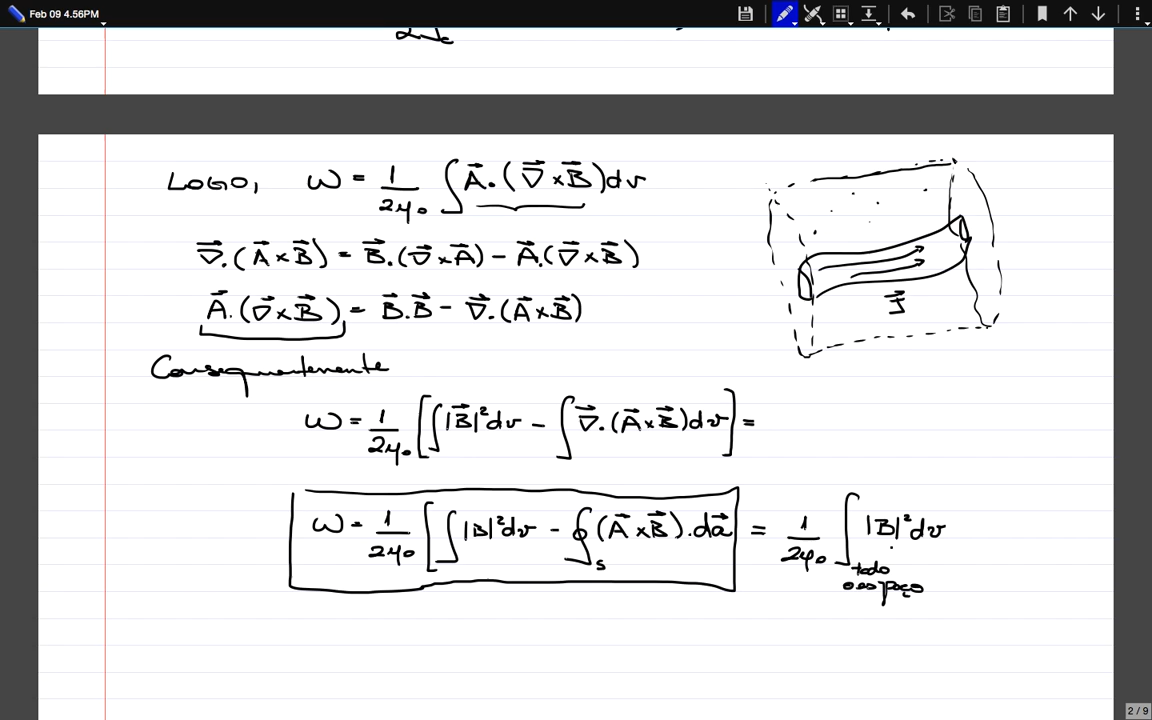 Feb 09 4.56PM
LOGO, W = 1/2μ₀ ∫ A⃗.(∇⃗×B⃗)dv
∇⃗.(A⃗×B⃗) = B⃗.(∇⃗×A⃗) - A⃗.(∇⃗×B⃗)
A⃗.(∇⃗×B⃗) = B⃗.B⃗ - ∇⃗.(A⃗×B⃗)
J⃗
Consequentemente
W = 1/2μ₀ [∫|B⃗|²dv - ∫∇⃗.(A⃗×B⃗)dv] =
W = 1/2μ₀ [∫|B|²dv - ∮ₛ(A⃗×B⃗).da⃗] = 1/2μ₀ ∫ |B|²dv
todo
o espaço
2 / 9